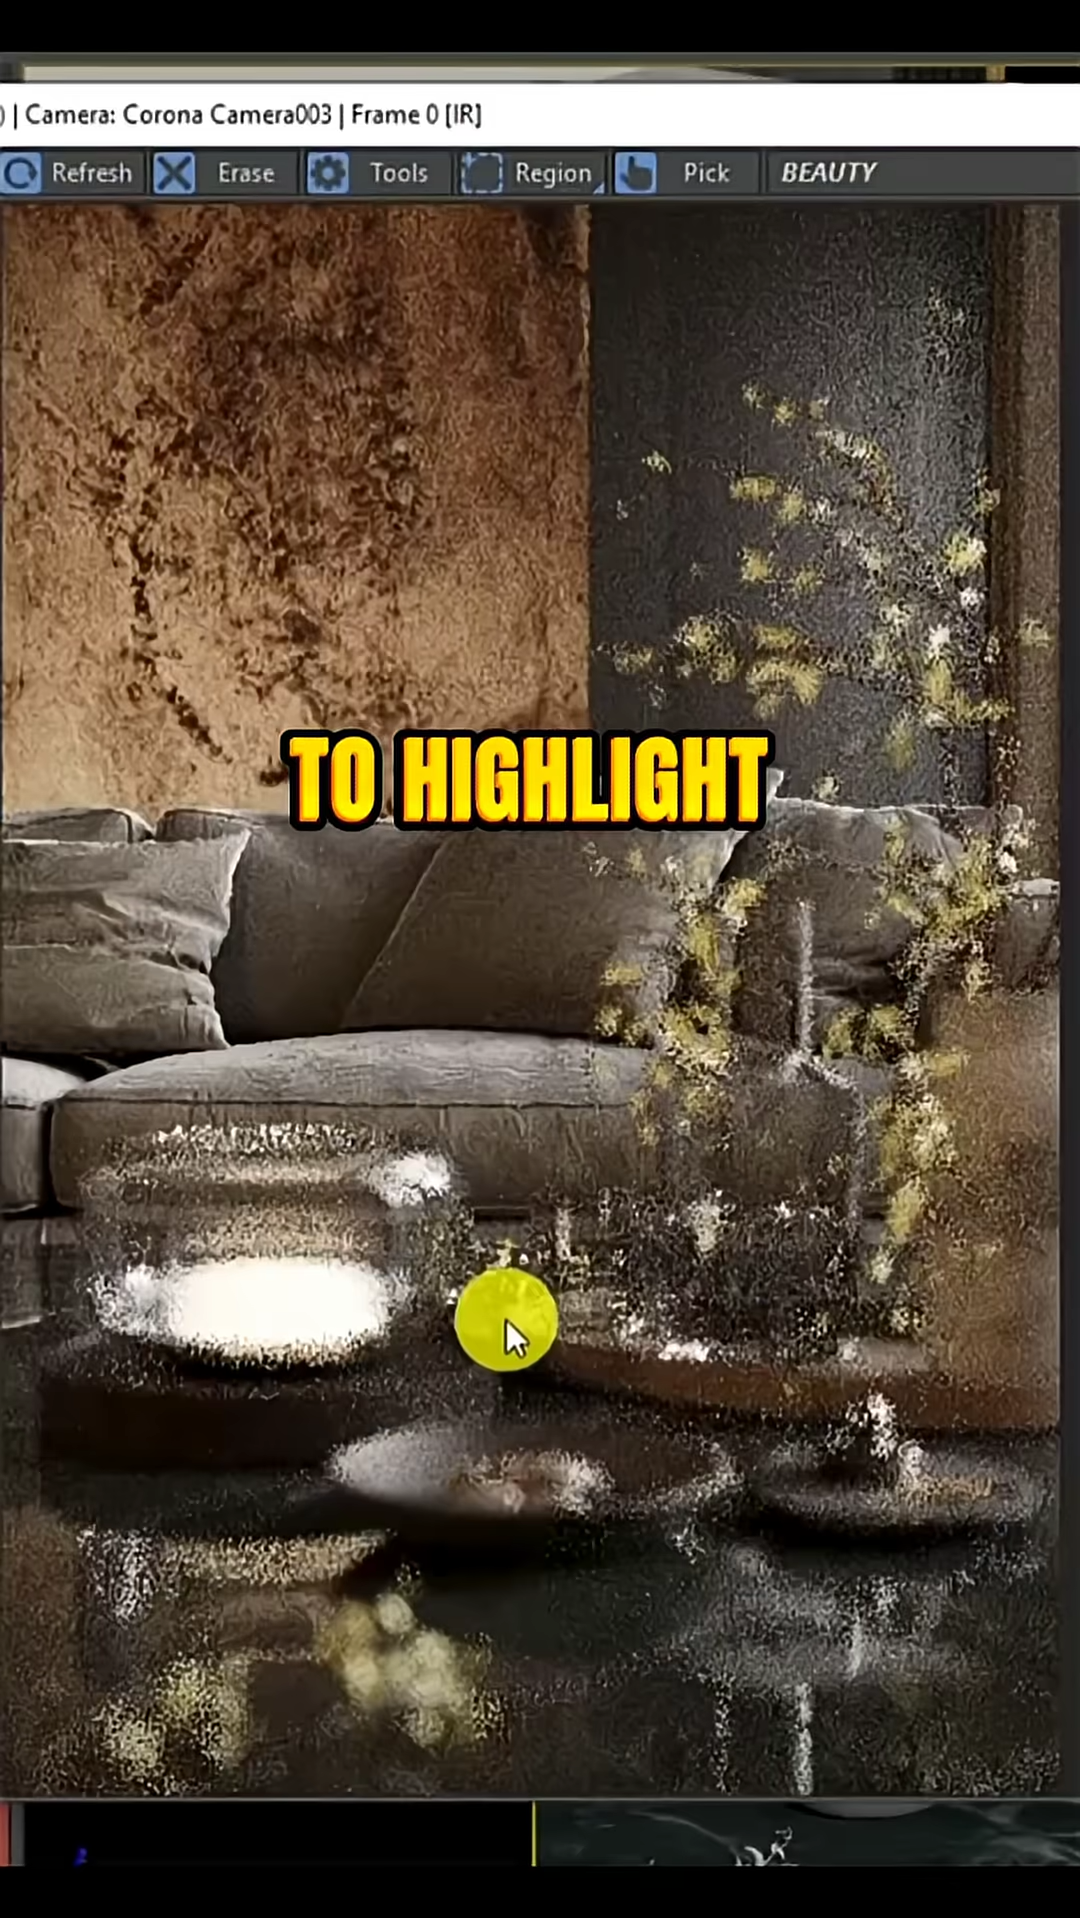 ) | Camera: Corona Camera003 | Frame 0 [IR]
Refresh Erase Tools Region Pick BEAUTY
TO HIGHLIGHT